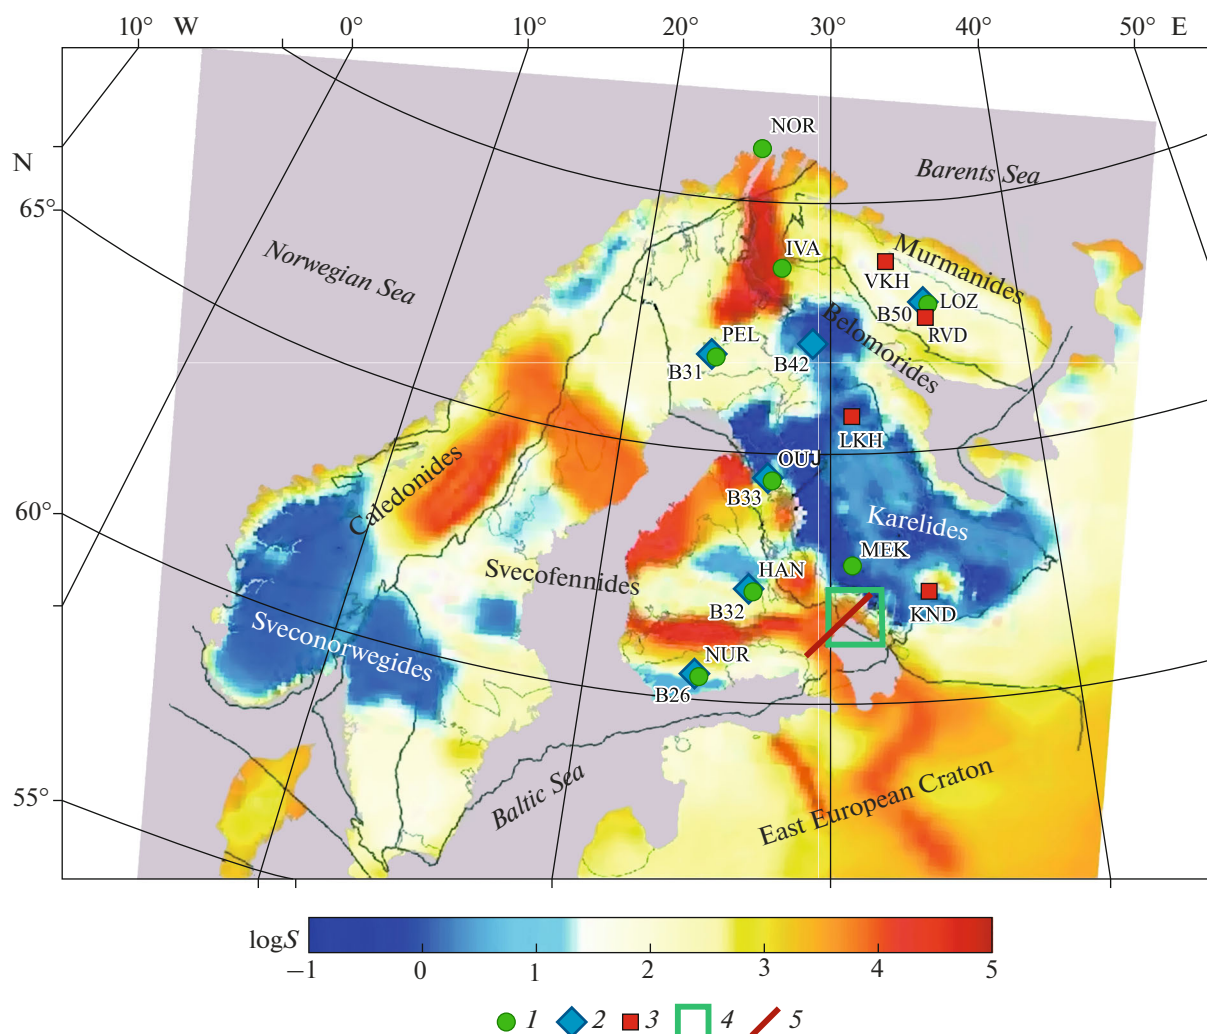 10° W 0° 10° 20° 30° 40° 50° E
NOR
N
Barents Sea
65°
IVA
Murmanides
VKH
Norwegian Sea
LOZ
B50
RVD
Belomorides
PEL
B42
B31
LKH
Caledonides
OUJ
B33
60°
Karelides
MEK
HAN
Svecofennides
B32
KND
Sveconorwegides
NUR
B26
55°
Baltic Sea
East European Craton
logS
−1 0 1 2 3 4 5
1 2 3 4 5